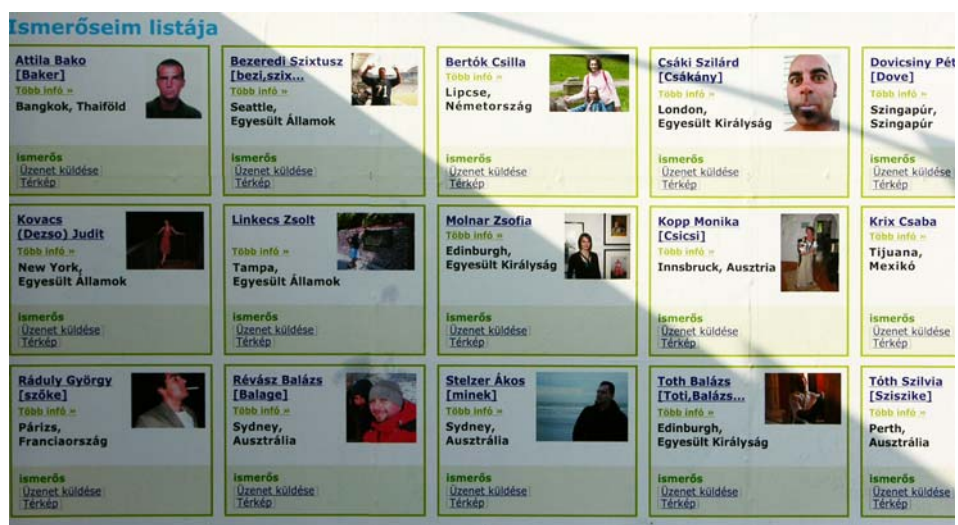 Ismerőseim listája
Attila Bako
[Baker]
Több infó »
Bangkok, Thaiföld
ismerős
Üzenet küldése
Térkép
Bezeredi Szixtusz
[bezi,szix...
Több infó »
Seattle,
Egyesült Államok
ismerős
Üzenet küldése
Térkép
Bertók Csilla
Több infó »
Lipcse,
Németország
ismerős
Üzenet küldése
Térkép
Csáki Szilárd
[Csákány]
Több infó »
London,
Egyesült Királyság
ismerős
Üzenet küldése
Térkép
Dovicsiny Pét
[Dove]
Több infó »
Szingapúr,
Szingapúr
ismerős
Üzenet küldése
Térkép
Kovacs
(Dezso) Judit
Több infó »
New York,
Egyesült Államok
ismerős
Üzenet küldése
Térkép
Linkecs Zsolt
Több infó »
Tampa,
Egyesült Államok
ismerős
Üzenet küldése
Térkép
Molnar Zsofia
Több infó »
Edinburgh,
Egyesült Királyság
ismerős
Üzenet küldése
Térkép
Kopp Monika
[Csicsi]
Több infó »
Innsbruck, Ausztria
ismerős
Üzenet küldése
Térkép
Krix Csaba
Több infó »
Tijuana,
Mexikó
ismerős
Üzenet küldése
Térkép
Ráduly György
[szőke]
Több infó »
Párizs,
Franciaország
ismerős
Üzenet küldése
Térkép
Révász Balázs
[Balage]
Több infó »
Sydney,
Ausztrália
ismerős
Üzenet küldése
Térkép
Stelzer Ákos
[minek]
Több infó »
Sydney,
Ausztrália
ismerős
Üzenet küldése
Térkép
Toth Balázs
[Toti,Balázs...
Több infó »
Edinburgh,
Egyesült Királyság
ismerős
Üzenet küldése
Térkép
Tóth Szilvia
[Sziszike]
Több infó »
Perth,
Ausztrália
ismerős
Üzenet küldése
Térkép